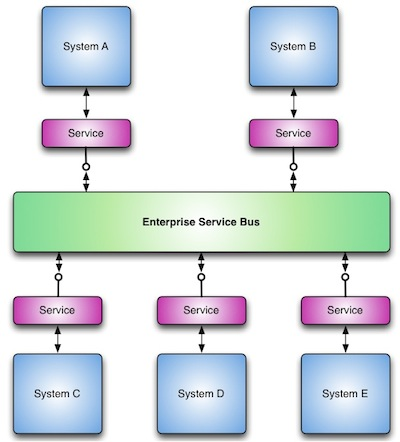 System A
System B
Service
Service
Enterprise Service Bus
Service
Service
Service
System C
System D
System E